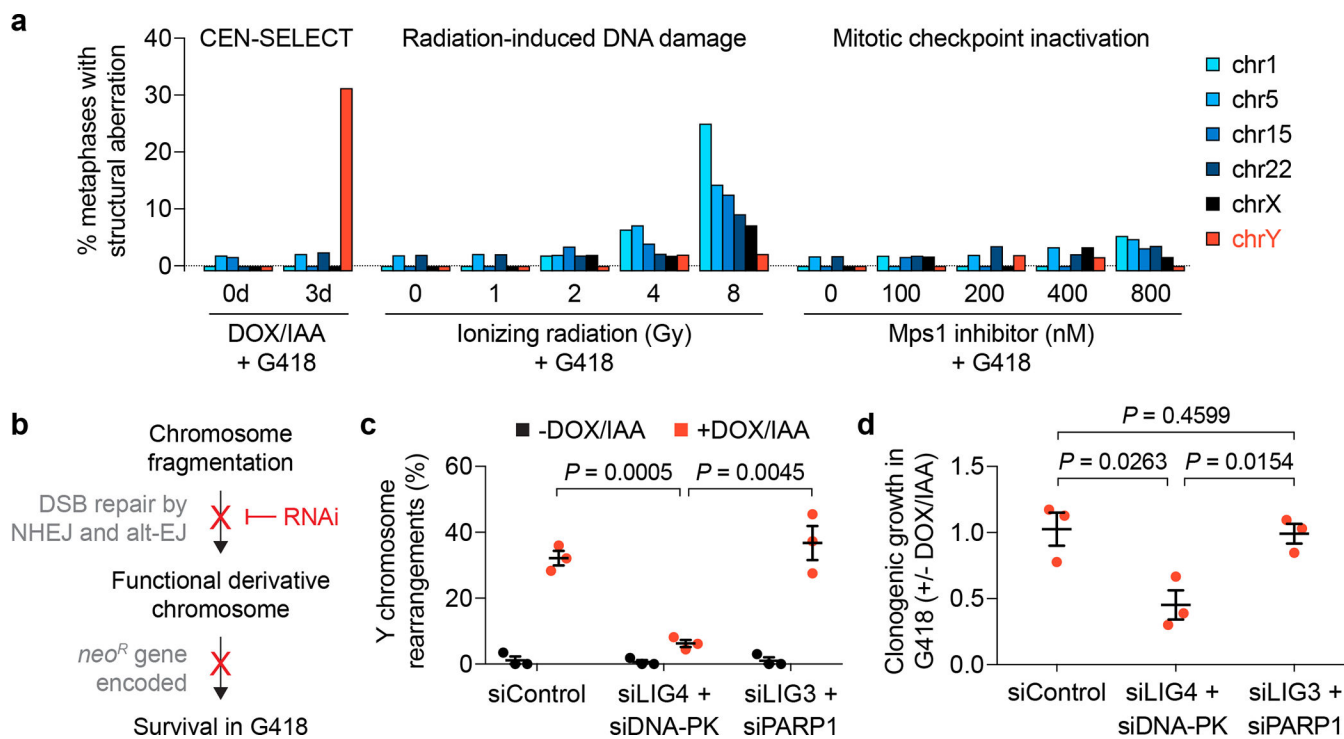 a
CEN-SELECT
Radiation-induced DNA damage
Mitotic checkpoint inactivation
% metaphases with
structural aberration
40
30
20
10
0
0d 3d
0 1 2 4 8
0 100 200 400 800
DOX/IAA
+ G418
Ionizing radiation (Gy)
+ G418
Mps1 inhibitor (nM)
+ G418
chr1
chr5
chr15
chr22
chrX
chrY
b
Chromosome
fragmentation
DSB repair by
NHEJ and alt-EJ
X
RNAi
Functional derivative
chromosome
neoR gene
encoded
X
Survival in G418
c
-DOX/IAA +DOX/IAA
Y chromosome
rearrangements (%)
60
40
20
0
P = 0.0005 P = 0.0045
siControl
siLIG4 +
siDNA-PK
siLIG3 +
siPARP1
d
Clonogenic growth in
G418 (+/- DOX/IAA)
1.5
1.0
0.5
0.0
P = 0.4599
P = 0.0263 P = 0.0154
siControl
siLIG4 +
siDNA-PK
siLIG3 +
siPARP1